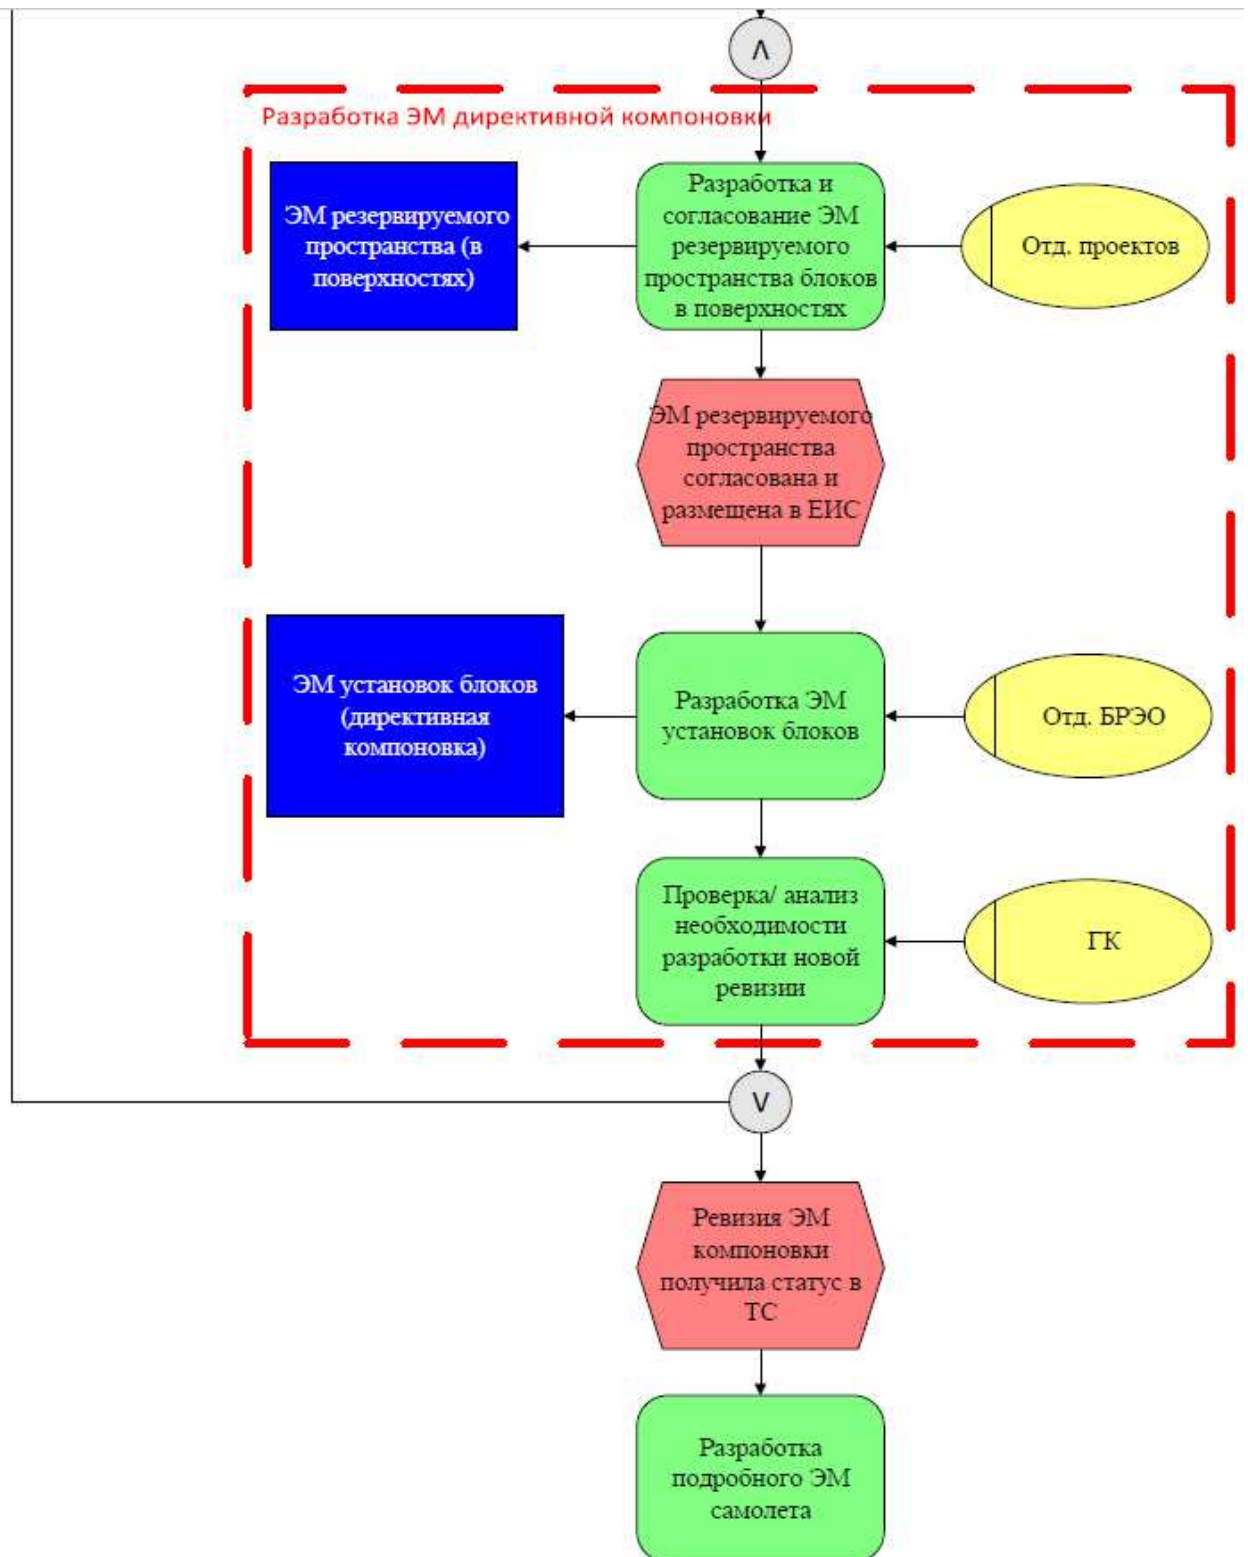 Λ
Разработка ЭМ директивной компоновки
ЭМ резервируемого
пространства (в
поверхностях)
Разработка и
согласование ЭМ
резервируемого
пространства блоков
в поверхностях
Отд. проектов
ЭМ резервируемого
пространства
согласована и
размещена в ЕИС
ЭМ установок блоков
(директивная
компоновка)
Разработка ЭМ
установок блоков
Отд. БРЭО
Проверка/ анализ
необходимости
разработки новой
ревизии
ГК
V
Ревизия ЭМ
компоновки
получила статус в
ТС
Разработка
подробного ЭМ
самолета